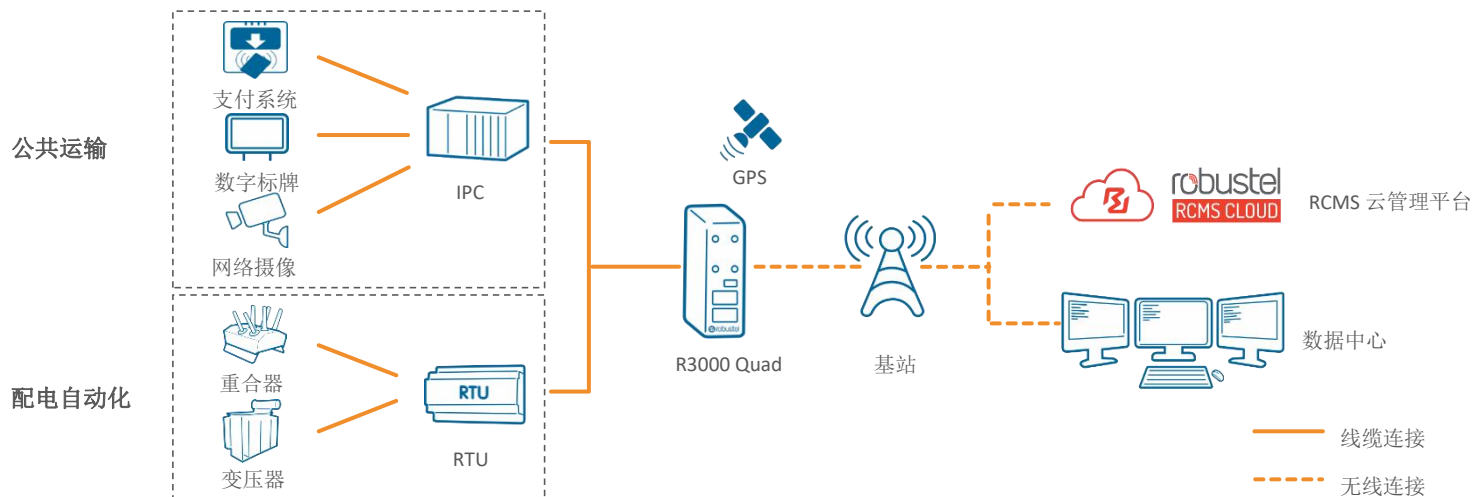 公共运输
支付系统
数字标牌
网络摄像
IPC
配电自动化
重合器
变压器
RTU
RTU
GPS
robustel
R3000 Quad
基站
robustel
RCMS CLOUD
RCMS 云管理平台
数据中心
线缆连接
无线连接